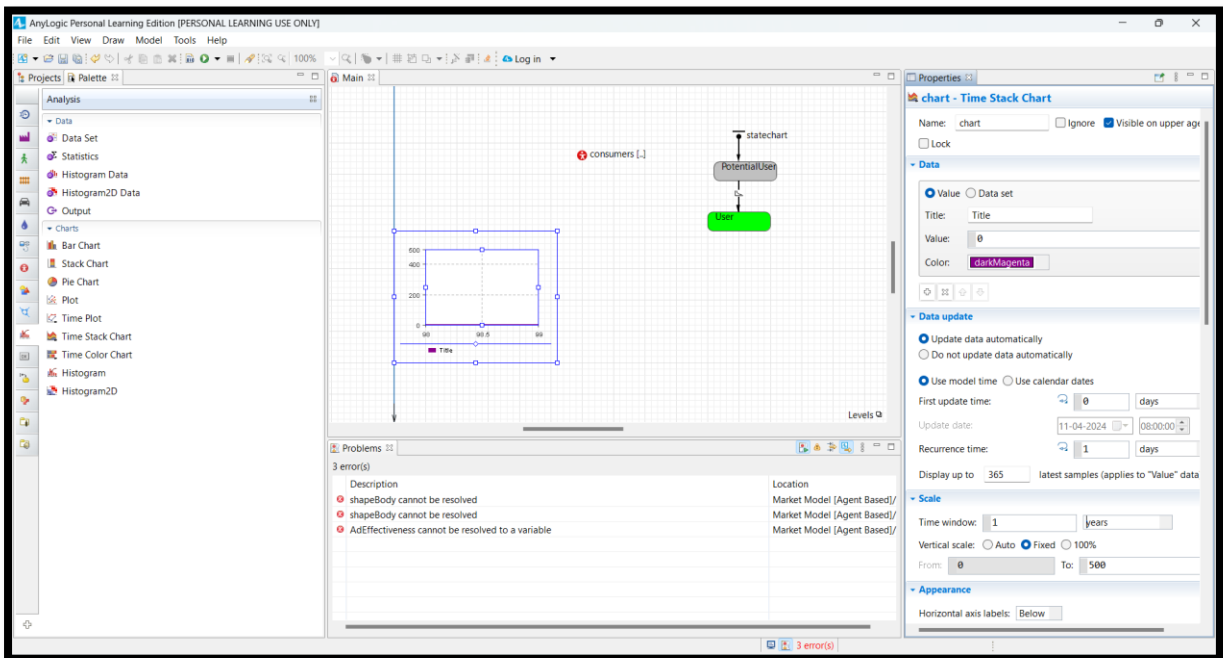 AnyLogic Personal Learning Edition [PERSONAL LEARNING USE ONLY]
File Edit View Draw Model Tools Help
100% Log in
Projects Palette
Analysis
Data
Data Set
Statistics
Histogram Data
Histogram2D Data
Output
Charts
Bar Chart
Stack Chart
Pie Chart
Plot
Time Plot
Time Stack Chart
Time Color Chart
Histogram
Histogram2D
Main
statechart
consumers [..]
PotentialUser
User
500
400
200
0
98 98.5 99
Title
Levels
Problems
3 error(s)
Description Location
shapeBody cannot be resolved Market Model [Agent Based]/
shapeBody cannot be resolved Market Model [Agent Based]/
AdEffectiveness cannot be resolved to a variable Market Model [Agent Based]/
Properties
chart - Time Stack Chart
Name: chart Ignore Visible on upper age
Lock
Data
Value Data set
Title: Title
Value: 0
Color: darkMagenta
Data update
Update data automatically
Do not update data automatically
Use model time Use calendar dates
First update time: 0 days
Update date: 11-04-2024 08:00:00
Recurrence time: 1 days
Display up to 365 latest samples (applies to "Value" data
Scale
Time window: 1 years
Vertical scale: Auto Fixed 100%
From: 0 To: 500
Appearance
Horizontal axis labels: Below
3 error(s)